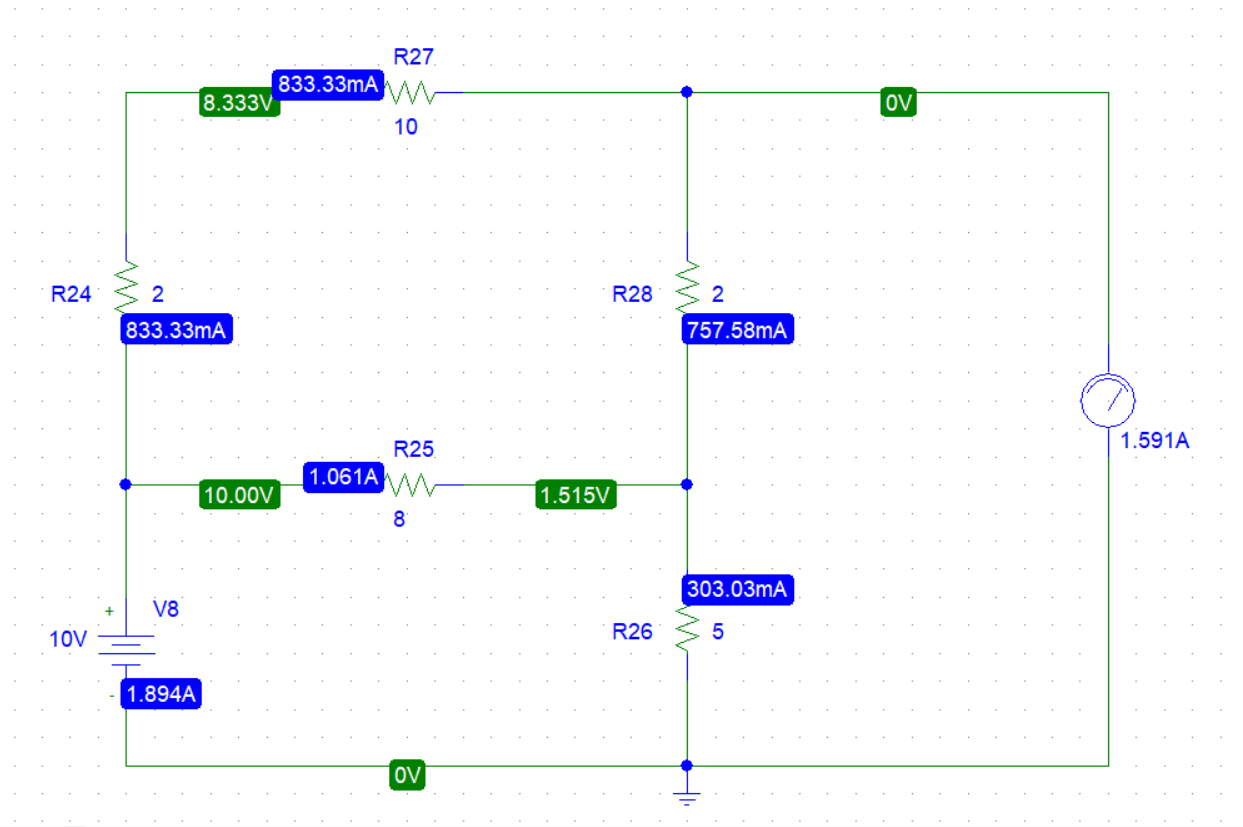 R27
833.33mA
8.333V
0V
10
R24
2
833.33mA
R28
2
757.58mA
1.591A
R25
1.061A
10.00V
1.515V
8
303.03mA
+
V8
10V
R26
5
-
1.894A
0V